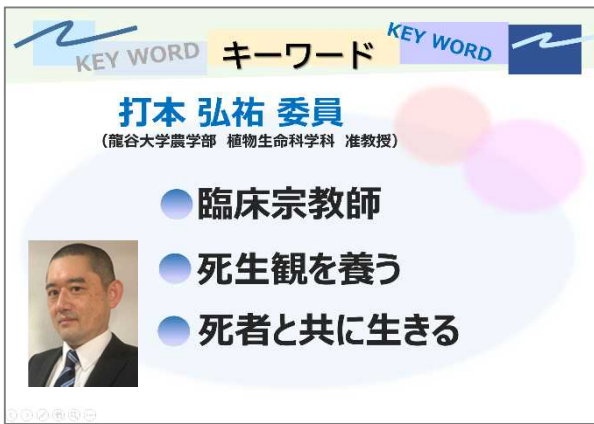 KEY WORD キーワード KEY WORD
打本 弘祐 委員
(龍谷大学農学部 植物生命科学科 准教授)
臨床宗教師
死生観を養う
死者と共に生きる